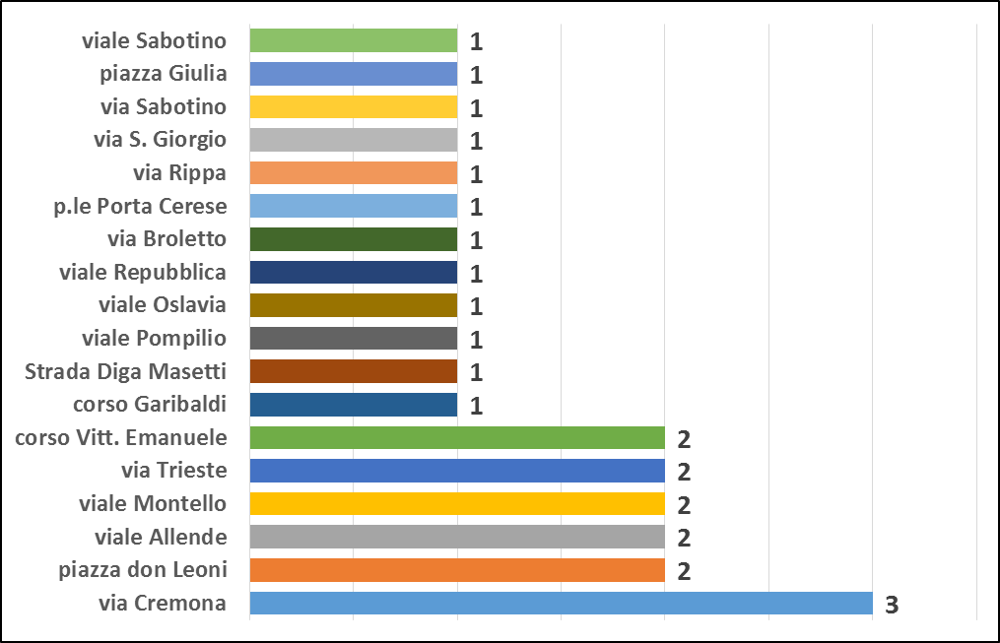 viale Sabotino 1
piazza Giulia 1
via Sabotino 1
via S. Giorgio 1
via Rippa 1
p.le Porta Cerese 1
via Broletto 1
viale Repubblica 1
viale Oslavia 1
viale Pompilio 1
Strada Diga Masetti 1
corso Garibaldi 1
corso Vitt. Emanuele 2
via Trieste 2
viale Montello 2
viale Allende 2
piazza don Leoni 2
via Cremona 3